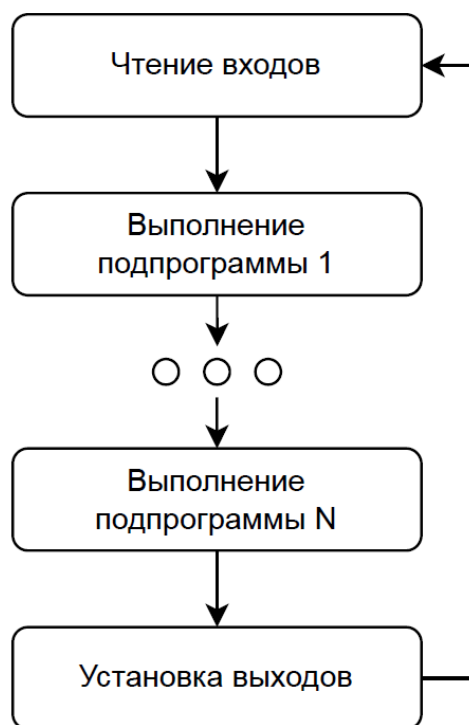 Чтение входов
Выполнение
подпрограммы 1
Выполнение
подпрограммы N
Установка выходов